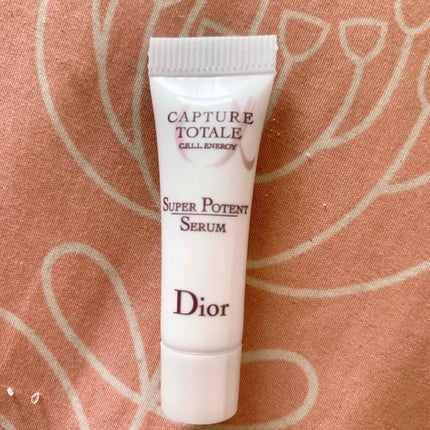 CAPTURE
TOTALE
C.E.L.L. ENERGY
SUPER POTENT
SERUM
Dior